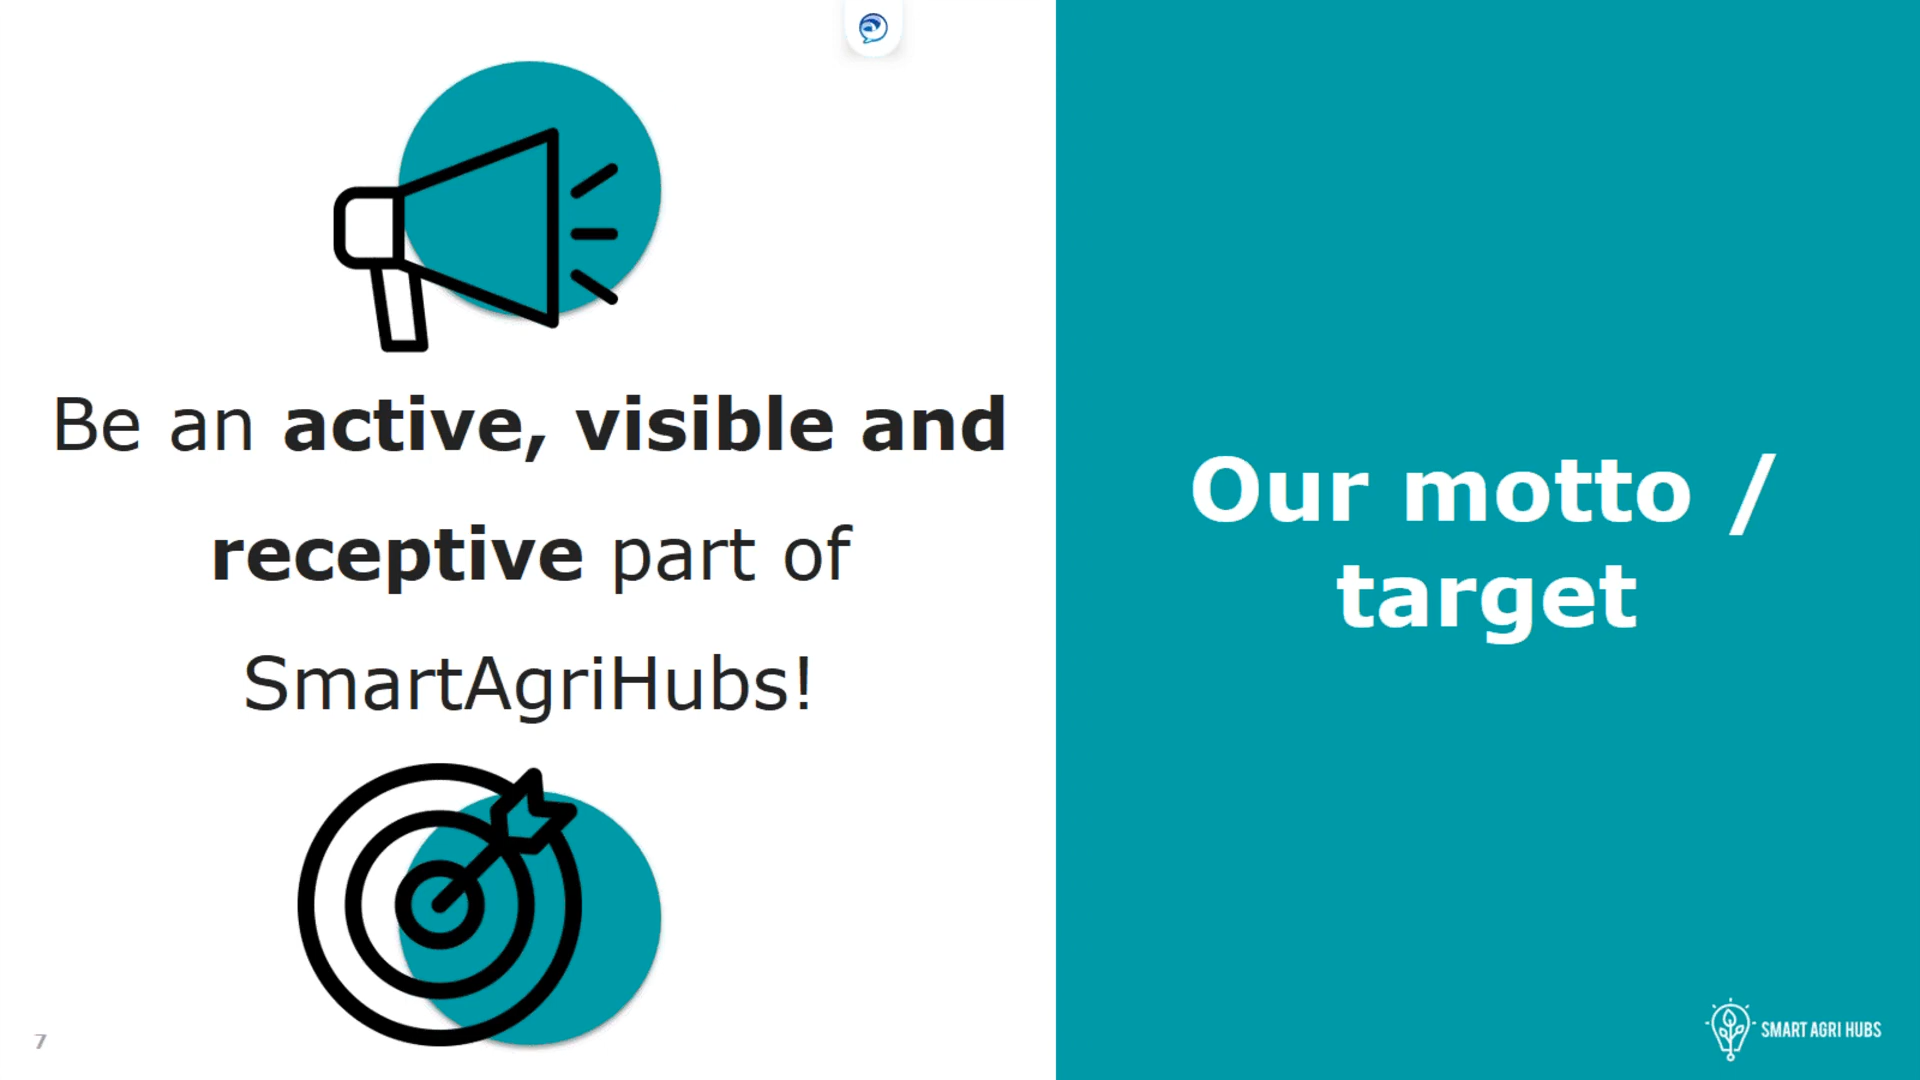 Be an active, visible and
receptive part of
SmartAgriHubs!
Our motto /
target
7
SMART AGRI HUBS